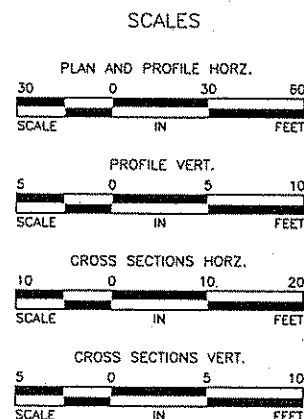 SCALES
PLAN AND PROFILE HORZ.
30 0 30 60
SCALE IN FEET
PROFILE VERT.
5 0 5 10
SCALE IN FEET
CROSS SECTIONS HORZ.
10 0 10 20
SCALE IN FEET
CROSS SECTIONS VERT.
5 0 5 10
SCALE IN FEET